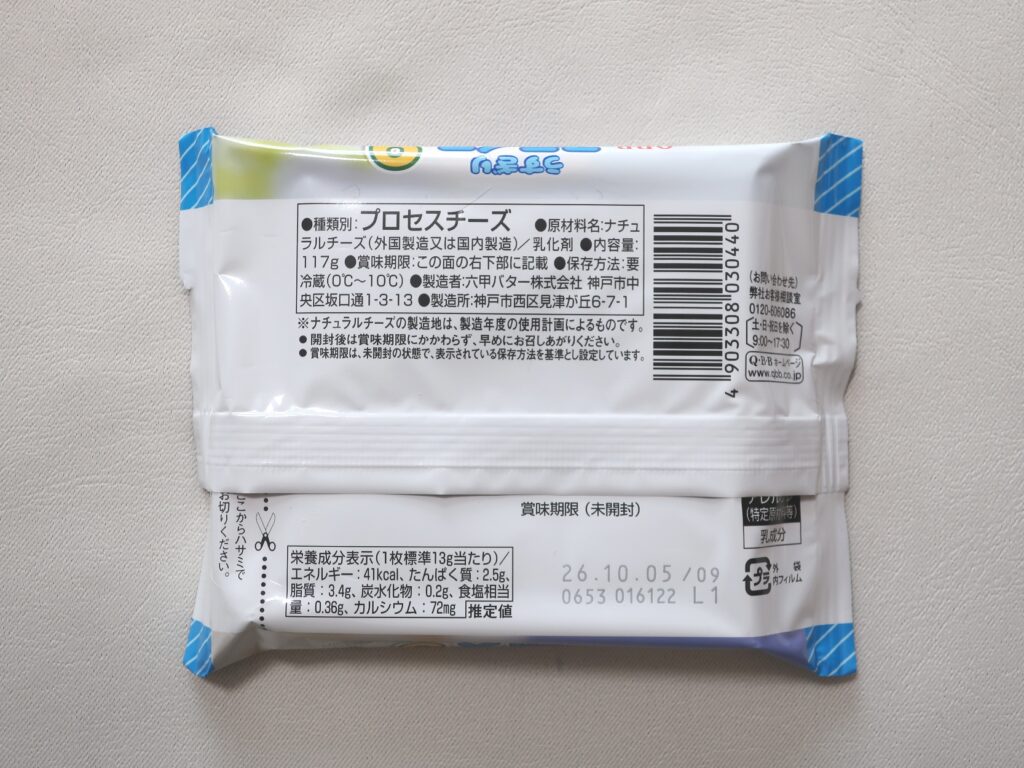 うすぎり
●種類別：プロセスチーズ ●原材料名：ナチュ
ラルチーズ（外国製造又は国内製造）／乳化剤 ●内容量：
117g ●賞味期限：この面の右下部に記載 ●保存方法：要
冷蔵（0℃〜10℃） ●製造者：六甲バター株式会社 神戸市中
央区坂口通1-3-13 ●製造所：神戸市西区見津が丘6-7-1
※ナチュラルチーズの製造地は、製造年度の使用計画によるものです。
● 開封後は賞味期限にかかわらず、早めにお召しあがりください。
● 賞味期限は、未開封の状態で、表示されている保存方法を基準とし設定しています。
4 903308 030440
（お問い合わせ先）
弊社お客様相談室
0120-606086
土・日・祝日を除く
9:00〜17:30
Q・B・B ホームページ
www.qbb.co.jp
ここからハサミで
お切りください。
賞味期限（未開封）
アレルゲン
（特定原材料等）
乳成分
栄養成分表示（1枚標準13g当たり）／
エネルギー：41kcal、たんぱく質：2.5g、
脂質：3.4g、炭水化物：0.2g、食塩相当
量：0.36g、カルシウム：72mg 推定値
26.10.05/09
0653 016122 L1
プラ
外 袋
内フィルム